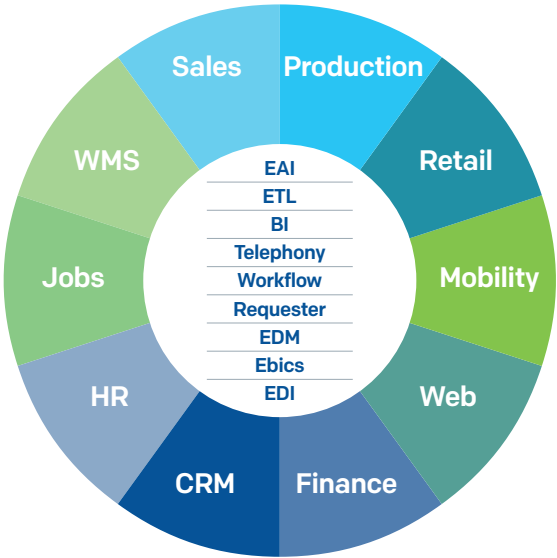 Sales
Production
Retail
Mobility
Web
Finance
CRM
HR
Jobs
WMS
EAI
ETL
BI
Telephony
Workflow
Requester
EDM
Ebics
EDI